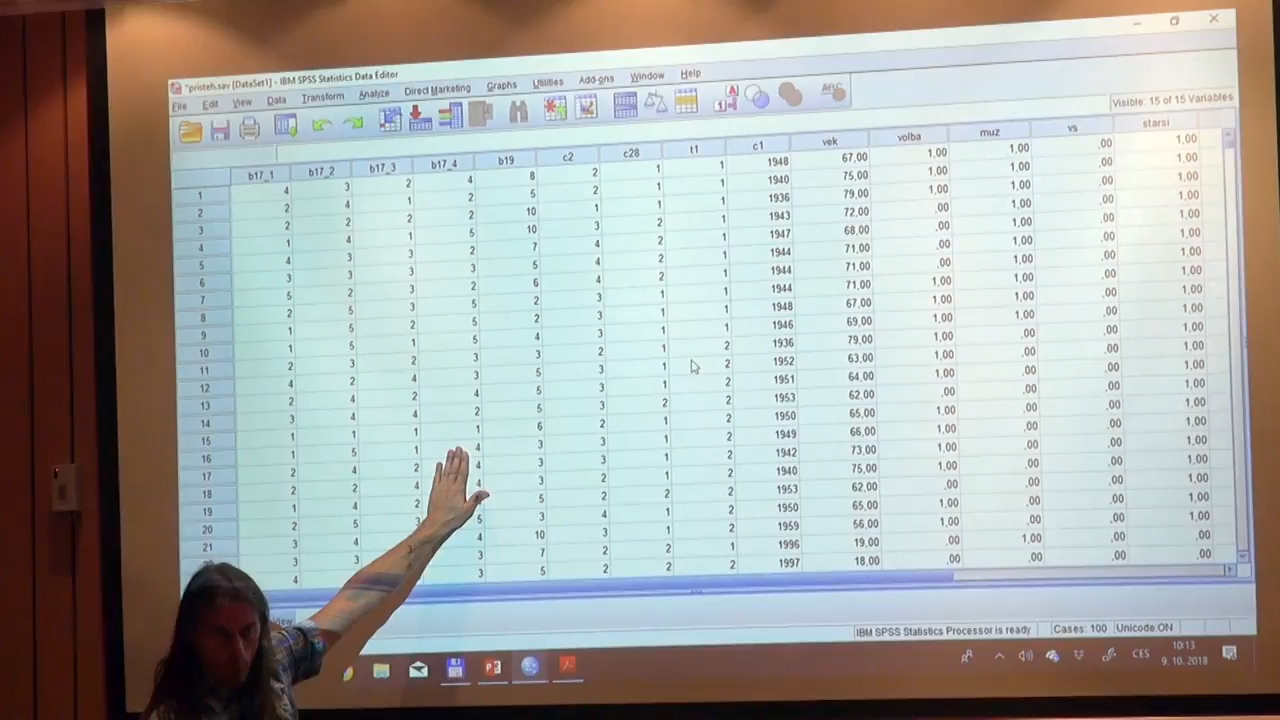 *pristeh.sav [DataSet1] - IBM SPSS Statistics Data Editor
File Edit View Data Transform Analyze Direct Marketing Graphs Utilities Add-ons Window Help
Visible: 15 of 15 Variables
b17_1 b17_2 b17_3 b17_4 b19 c2 c28 t1 c1 vek volba muz vs starsi
1 4 3 2 4 8 2 1 1 1948 67,00 1,00 1,00 ,00 1,00
2 2 4 1 2 5 2 1 1 1940 75,00 1,00 1,00 ,00 1,00
3 2 2 2 2 10 1 1 1 1936 79,00 1,00 1,00 ,00 1,00
4 1 4 1 5 10 3 2 1 1943 72,00 ,00 1,00 ,00 1,00
5 4 3 3 2 7 4 2 1 1947 68,00 ,00 1,00 ,00 1,00
6 3 3 3 3 5 4 2 1 1944 71,00 ,00 1,00 ,00 1,00
7 5 2 3 2 6 4 2 1 1944 71,00 ,00 1,00 ,00 1,00
8 2 5 3 5 2 3 1 1 1944 71,00 1,00 1,00 ,00 1,00
9 1 5 2 5 2 3 1 1 1948 67,00 1,00 1,00 ,00 1,00
10 1 5 1 5 4 3 1 1 1946 69,00 1,00 1,00 ,00 1,00
11 2 3 2 3 3 2 1 2 1936 79,00 1,00 ,00 ,00 1,00
12 4 2 4 3 5 3 1 2 1952 63,00 1,00 ,00 ,00 1,00
13 2 4 2 4 5 3 1 2 1951 64,00 1,00 ,00 ,00 1,00
14 3 4 4 2 5 3 2 2 1953 62,00 ,00 ,00 ,00 1,00
15 1 1 1 1 6 2 1 2 1950 65,00 1,00 ,00 ,00 1,00
16 1 5 1 4 3 3 1 2 1949 66,00 1,00 ,00 ,00 1,00
17 2 4 2 4 3 3 1 2 1942 73,00 1,00 ,00 ,00 1,00
18 2 2 4 4 3 2 1 2 1940 75,00 1,00 ,00 ,00 1,00
19 1 4 2 5 2 2 2 1953 62,00 ,00 ,00 ,00 1,00
20 2 5 3 5 3 4 1 2 1950 65,00 1,00 ,00 ,00 1,00
21 3 4 3 4 10 3 1 2 1959 56,00 1,00 ,00 ,00 1,00
3 3 3 7 2 2 1 1996 19,00 ,00 1,00 ,00 ,00
4 3 5 2 2 2 1997 18,00 ,00 ,00 ,00 ,00
IBM SPSS Statistics Processor is ready Cases: 100 Unicode:ON
CES 10:13
9. 10. 2018